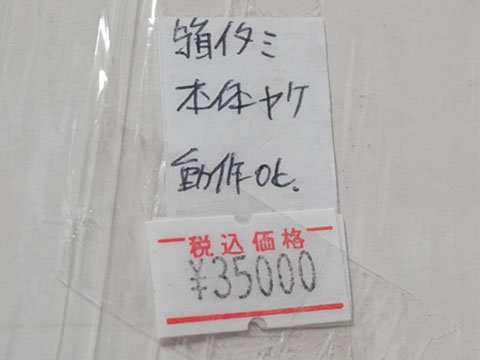 箱イタミ
本体ヤケ
動作OK.
税込価格
¥35000